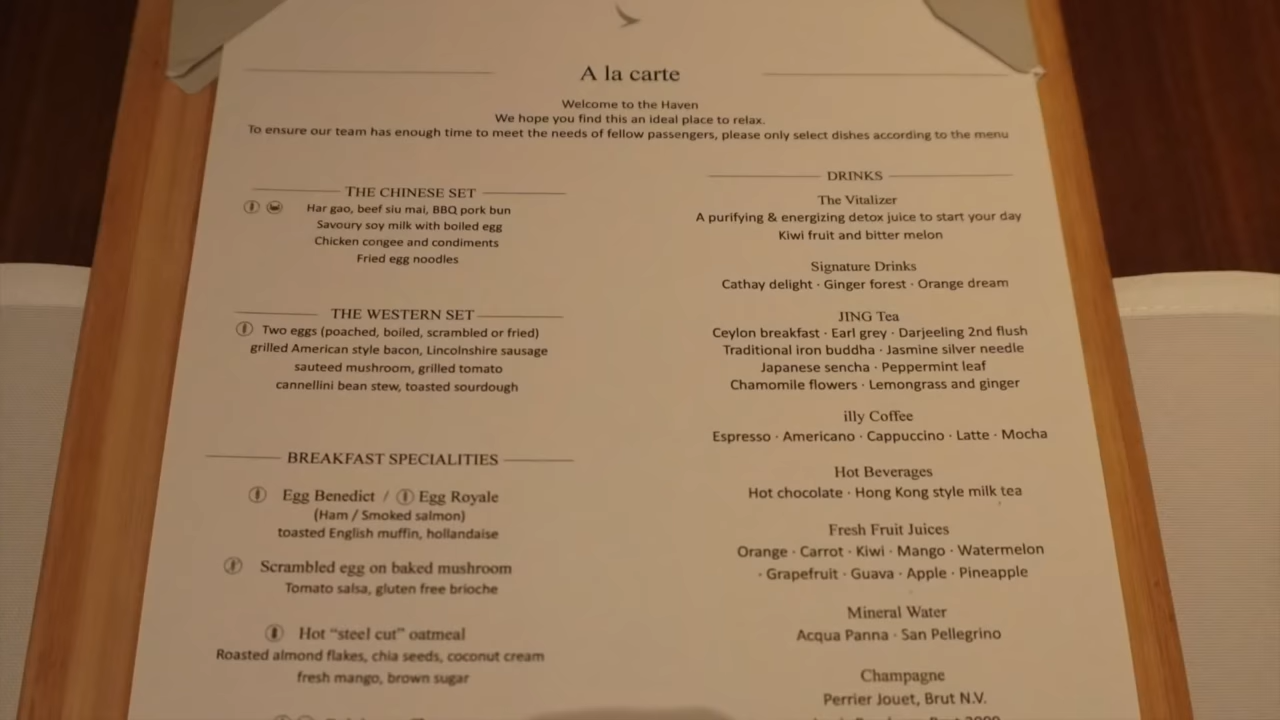 A la carte
Welcome to the Haven
We hope you find this an ideal place to relax.
To ensure our team has enough time to meet the needs of fellow passengers, please only select dishes according to the menu
THE CHINESE SET
Har gao, beef siu mai, BBQ pork bun
Savoury soy milk with boiled egg
Chicken congee and condiments
Fried egg noodles
THE WESTERN SET
Two eggs (poached, boiled, scrambled or fried)
grilled American style bacon, Lincolnshire sausage
sauteed mushroom, grilled tomato
cannellini bean stew, toasted sourdough
BREAKFAST SPECIALITIES
Egg Benedict / Egg Royale
(Ham / Smoked salmon)
toasted English muffin, hollandaise
Scrambled egg on baked mushroom
Tomato salsa, gluten free brioche
Hot “steel cut” oatmeal
Roasted almond flakes, chia seeds, coconut cream
fresh mango, brown sugar
DRINKS
The Vitalizer
A purifying & energizing detox juice to start your day
Kiwi fruit and bitter melon
Signature Drinks
Cathay delight · Ginger forest · Orange dream
JING Tea
Ceylon breakfast · Earl grey · Darjeeling 2nd flush
Traditional iron buddha · Jasmine silver needle
Japanese sencha · Peppermint leaf
Chamomile flowers · Lemongrass and ginger
illy Coffee
Espresso · Americano · Cappuccino · Latte · Mocha
Hot Beverages
Hot chocolate · Hong Kong style milk tea
Fresh Fruit Juices
Orange · Carrot · Kiwi · Mango · Watermelon
· Grapefruit · Guava · Apple · Pineapple
Mineral Water
Acqua Panna · San Pellegrino
Champagne
Perrier Jouet, Brut N.V.